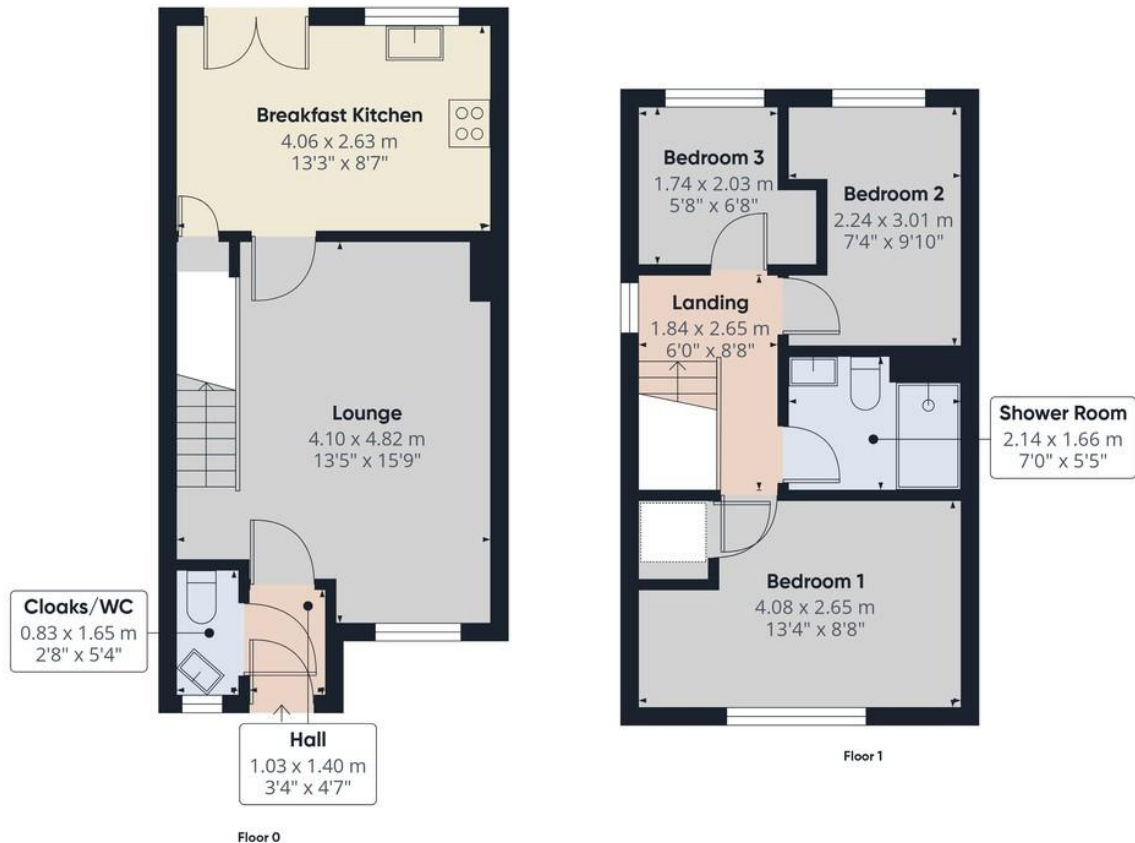 Breakfast Kitchen
4.06 x 2.63 m
13'3" x 8'7"
Lounge
4.10 x 4.82 m
13'5" x 15'9"
Cloaks/WC
0.83 x 1.65 m
2'8" x 5'4"
Hall
1.03 x 1.40 m
3'4" x 4'7"
Floor 0
Bedroom 3
1.74 x 2.03 m
5'8" x 6'8"
Bedroom 2
2.24 x 3.01 m
7'4" x 9'10"
Landing
1.84 x 2.65 m
6'0" x 8'8"
Shower Room
2.14 x 1.66 m
7'0" x 5'5"
Bedroom 1
4.08 x 2.65 m
13'4" x 8'8"
Floor 1